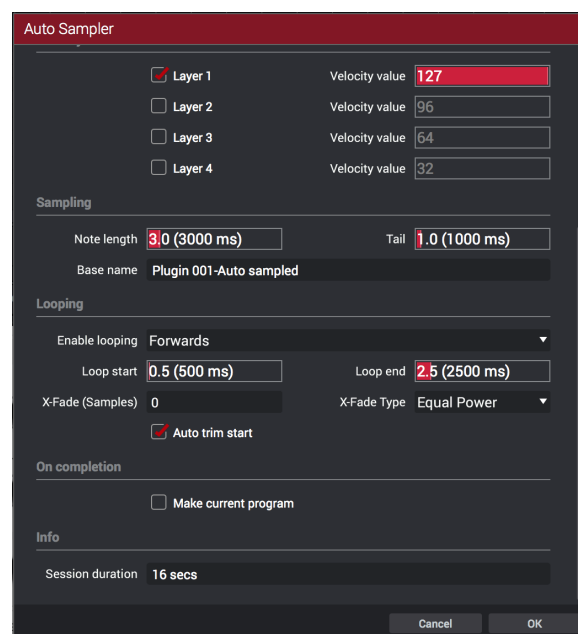 Auto Sampler
Layer 1 Velocity value 127
Layer 2 Velocity value 96
Layer 3 Velocity value 64
Layer 4 Velocity value 32
Sampling
Note length 3.0 (3000 ms) Tail 1.0 (1000 ms)
Base name Plugin 001-Auto sampled
Looping
Enable looping Forwards
Loop start 0.5 (500 ms) Loop end 2.5 (2500 ms)
X-Fade (Samples) 0 X-Fade Type Equal Power
Auto trim start
On completion
Make current program
Info
Session duration 16 secs
Cancel OK